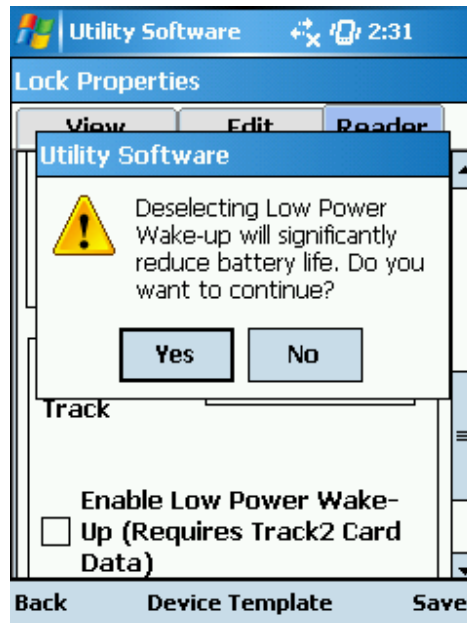 Utility Software 2:31
Lock Properties
View Edit Reader
Utility Software
Deselecting Low Power
Wake-up will significantly
reduce battery life. Do you
want to continue?
Yes No
Track
Enable Low Power Wake-
Up (Requires Track2 Card
Data)
Back Device Template Save